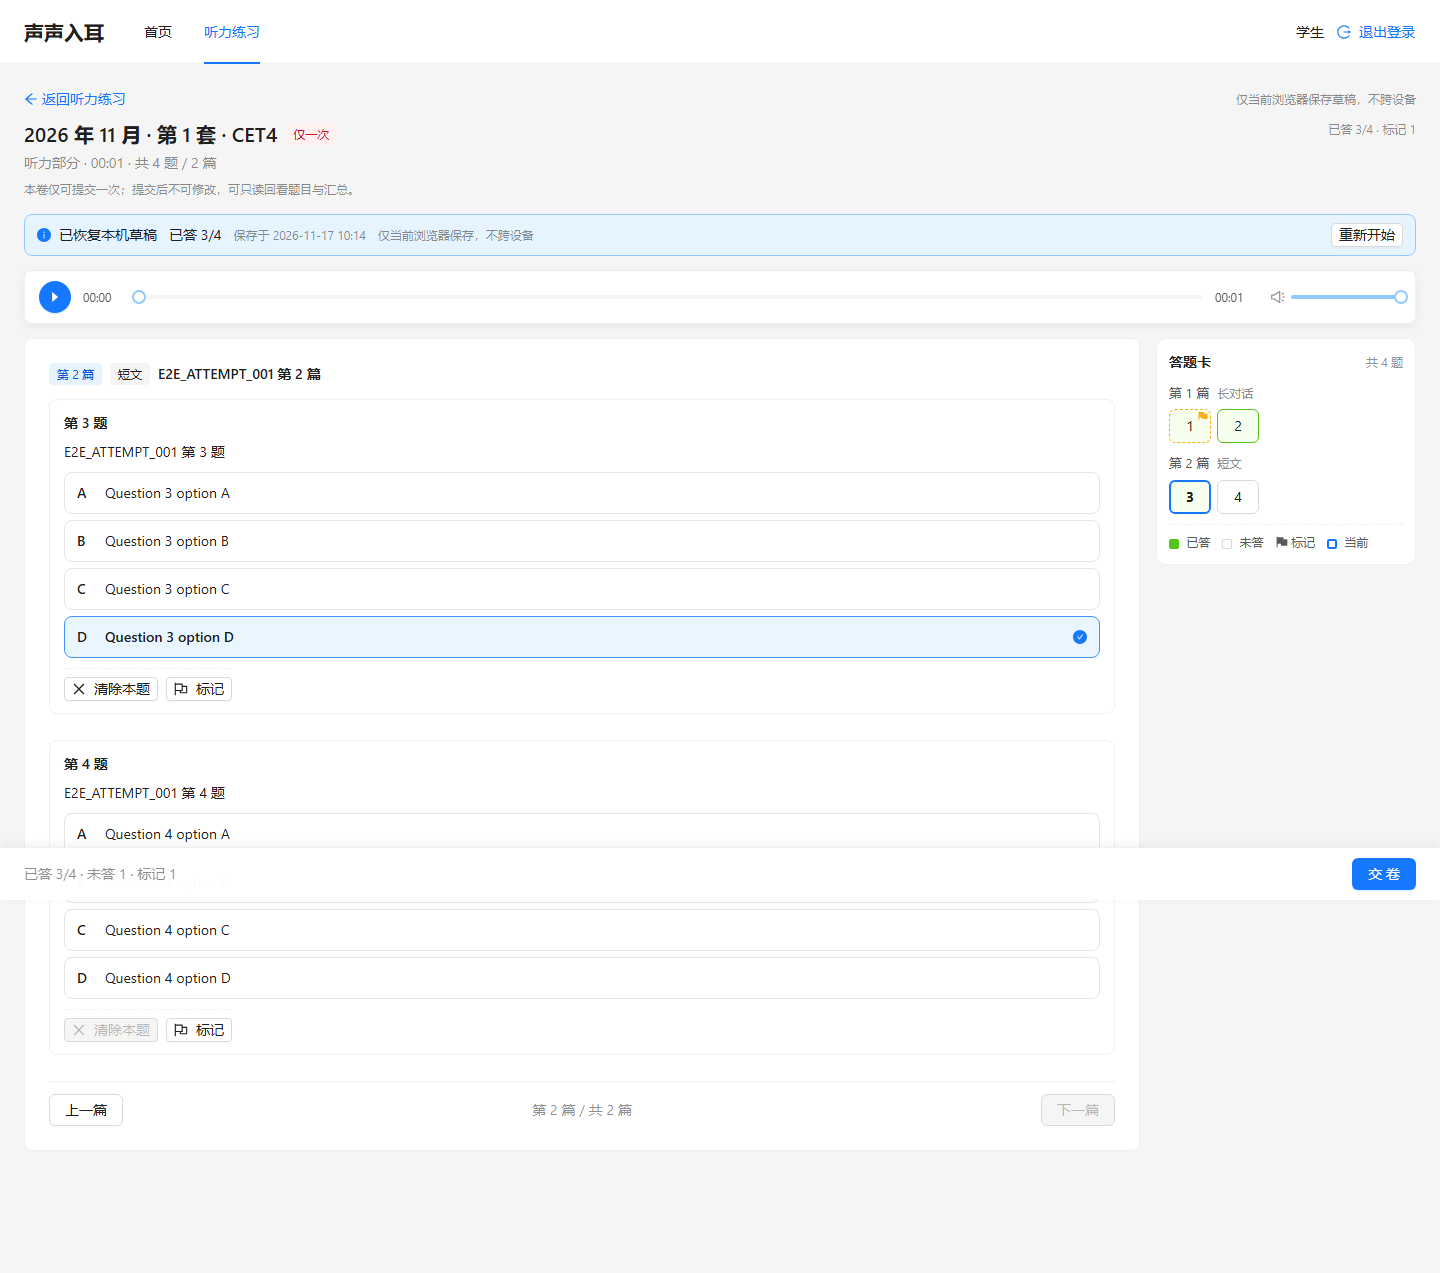 声声入耳 首页 听力练习 学生 退出登录
返回听力练习 仅当前浏览器保存草稿，不跨设备
2026 年 11 月 · 第 1 套 · CET4 仅一次 已答 3/4 · 标记 1
听力部分 · 00:01 · 共 4 题 / 2 篇
本卷仅可提交一次；提交后不可修改，可只读回看题目与汇总。
已恢复本机草稿 已答 3/4 保存于 2026-11-17 10:14 仅当前浏览器保存，不跨设备 重新开始
00:00 00:01
第 2 篇 短文 E2E_ATTEMPT_001 第 2 篇
第 3 题
E2E_ATTEMPT_001 第 3 题
A Question 3 option A
B Question 3 option B
C Question 3 option C
D Question 3 option D
清除本题 标记
第 4 题
E2E_ATTEMPT_001 第 4 题
A Question 4 option A
已答 3/4 · 未答 1 · 标记 1 交 卷
C Question 4 option C
D Question 4 option D
清除本题 标记
上一篇 第 2 篇 / 共 2 篇 下一篇
答题卡 共 4 题
第 1 篇 长对话
1 2
第 2 篇 短文
3 4
已答 未答 标记 当前